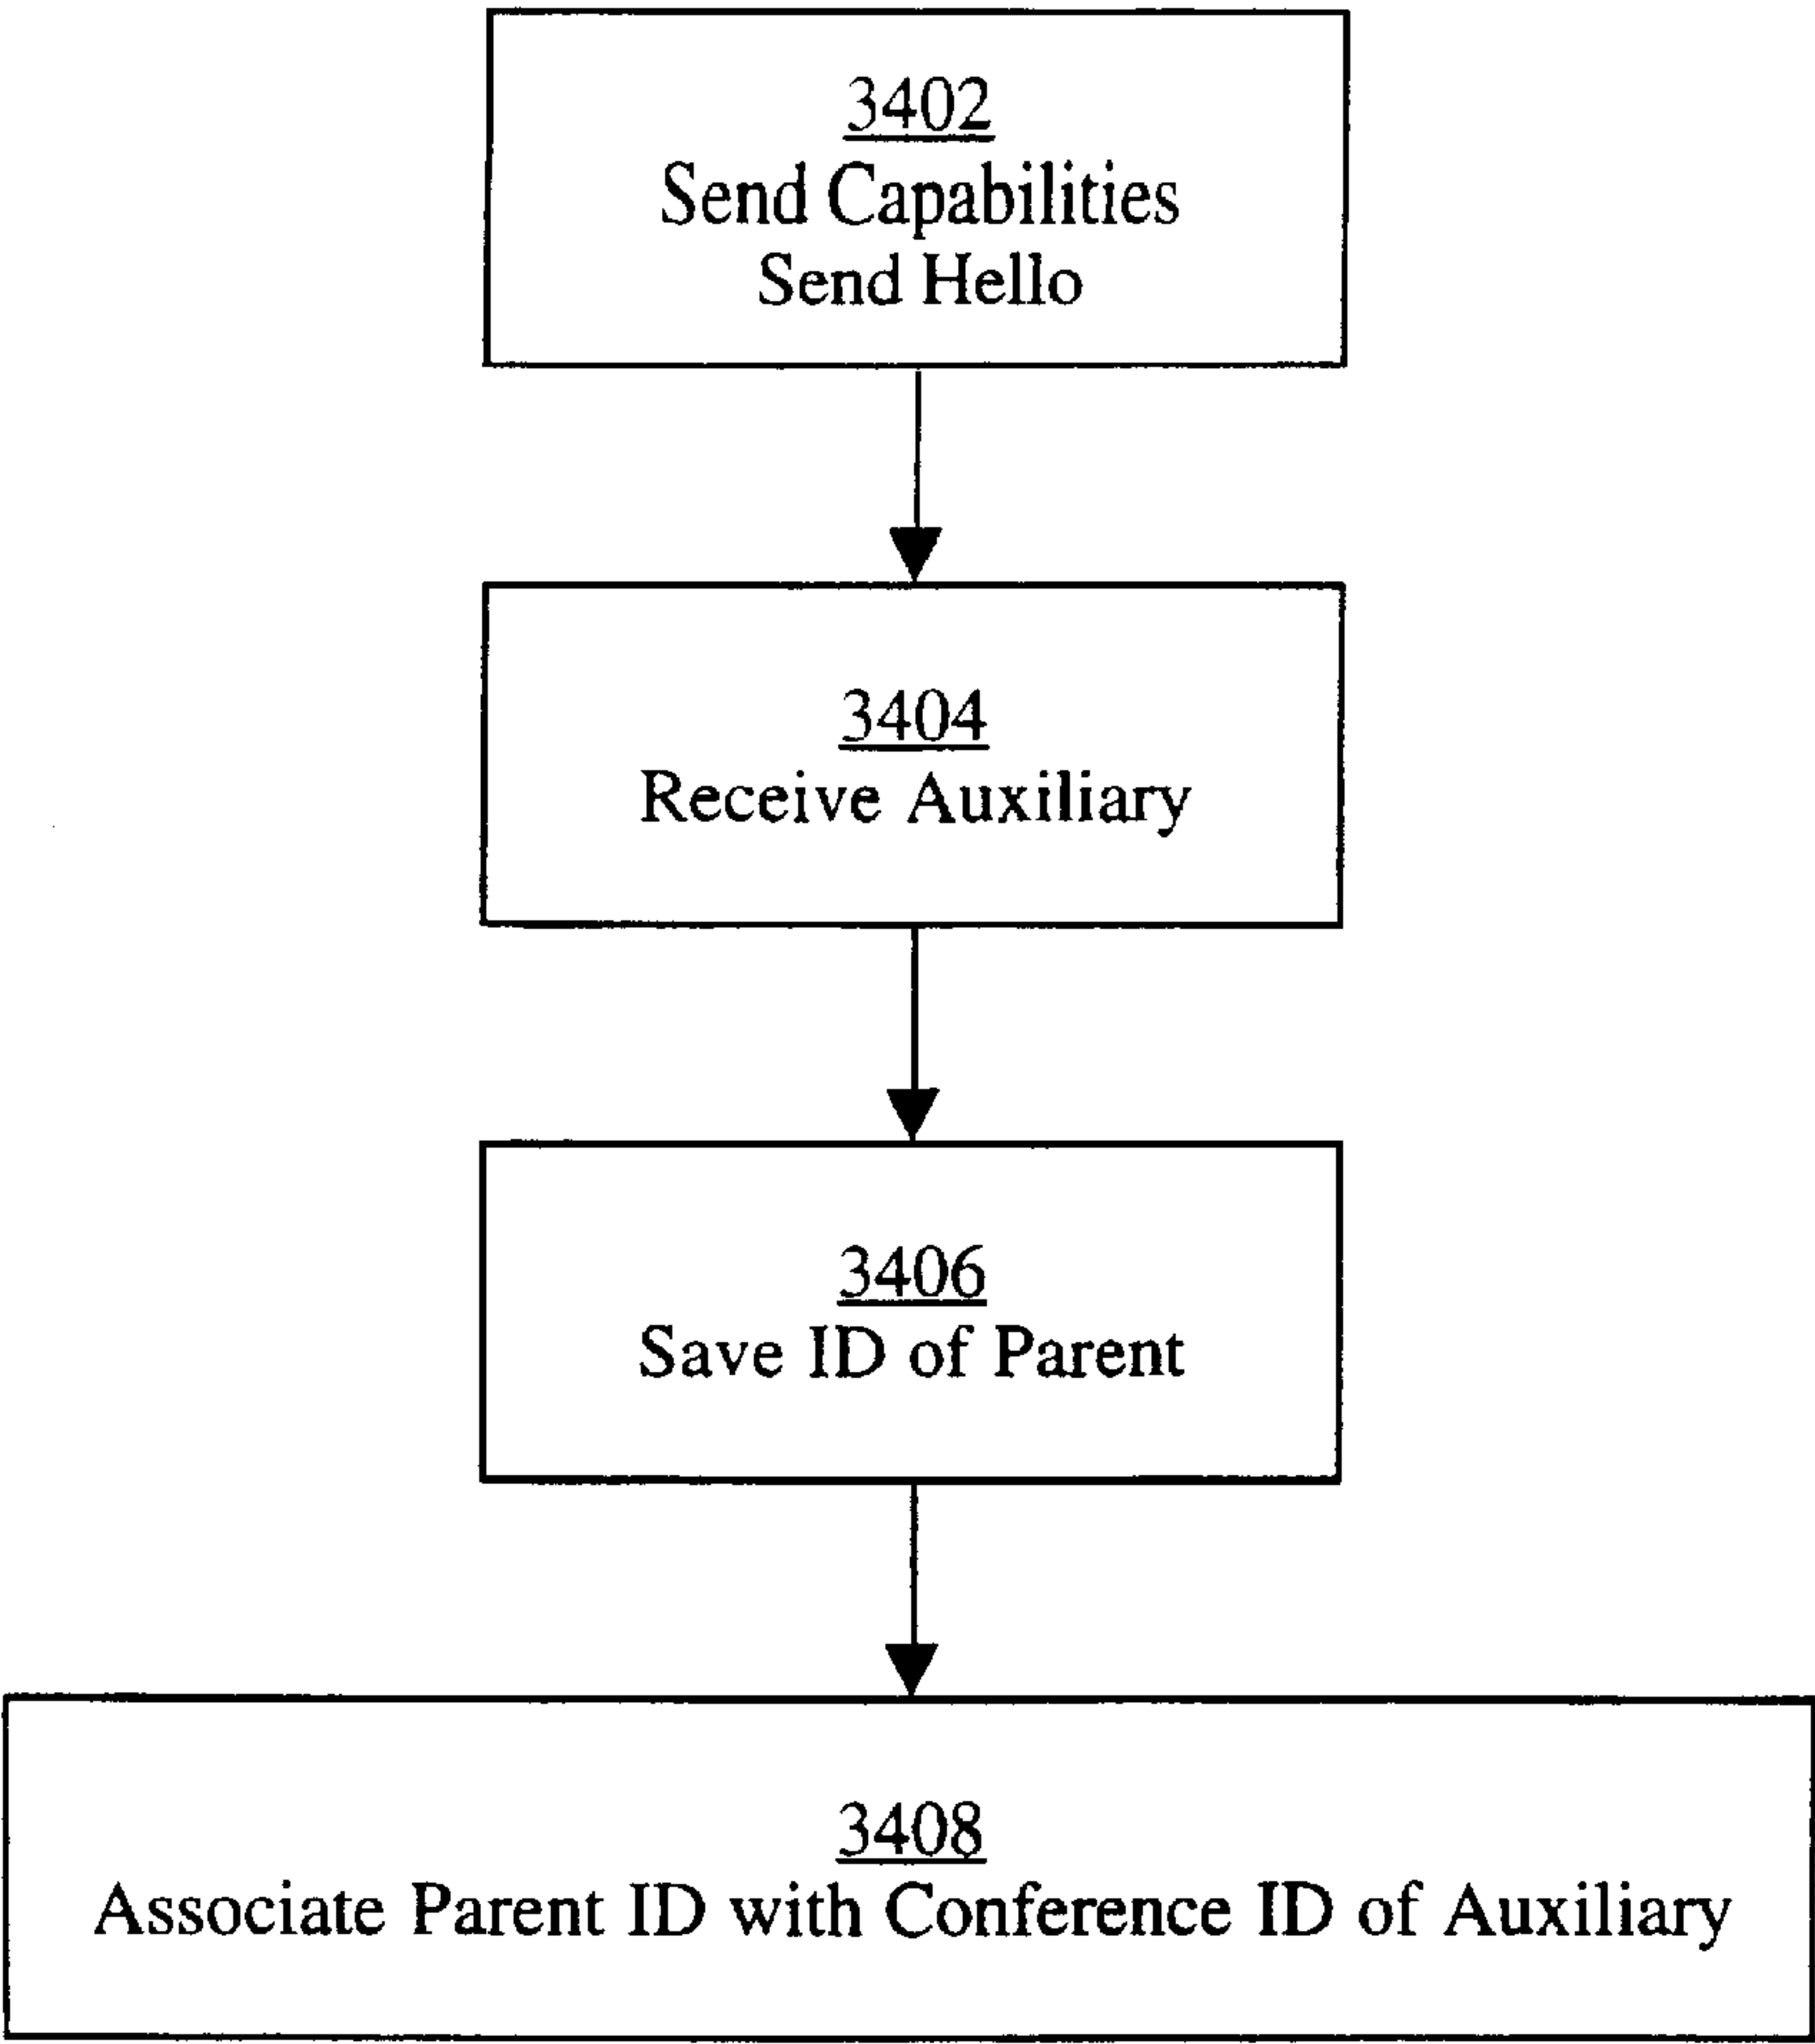 3402
Send Capabilities
Send Hello
3404
Receive Auxiliary
3406
Save ID of Parent
3408
Associate Parent ID with Conference ID of Auxiliary